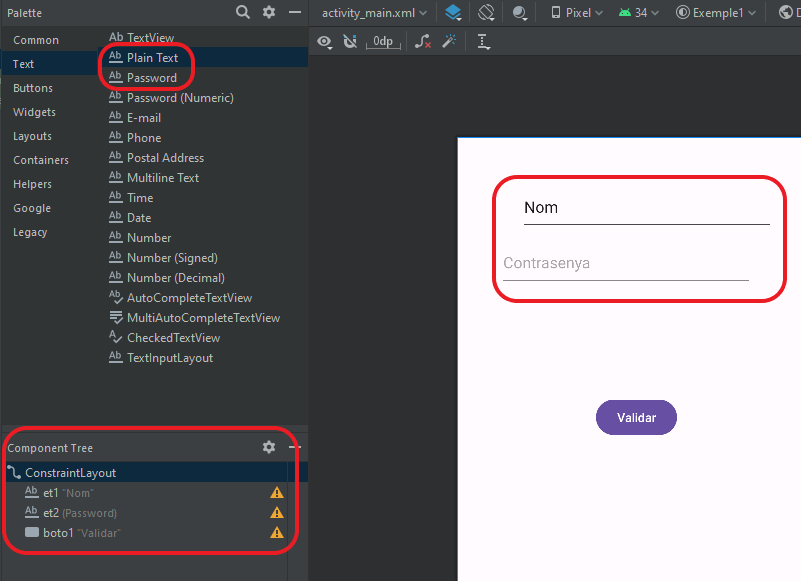 Palette
activity_main.xml
Pixel
34
Exemple1
Common
Text
Buttons
Widgets
Layouts
Containers
Helpers
Google
Legacy
Ab TextView
Ab Plain Text
Ab Password
Ab Password (Numeric)
Ab E-mail
Ab Phone
Ab Postal Address
Ab Multiline Text
Ab Time
Ab Date
Ab Number
Ab Number (Signed)
Ab Number (Decimal)
Ab AutoCompleteTextView
MultiAutoCompleteTextView
A CheckedTextView
Ab TextInputLayout
0dp
Nom
Contrasenya
Validar
Component Tree
ConstraintLayout
Ab et1 "Nom"
Ab et2 (Password)
boto1 "Validar"